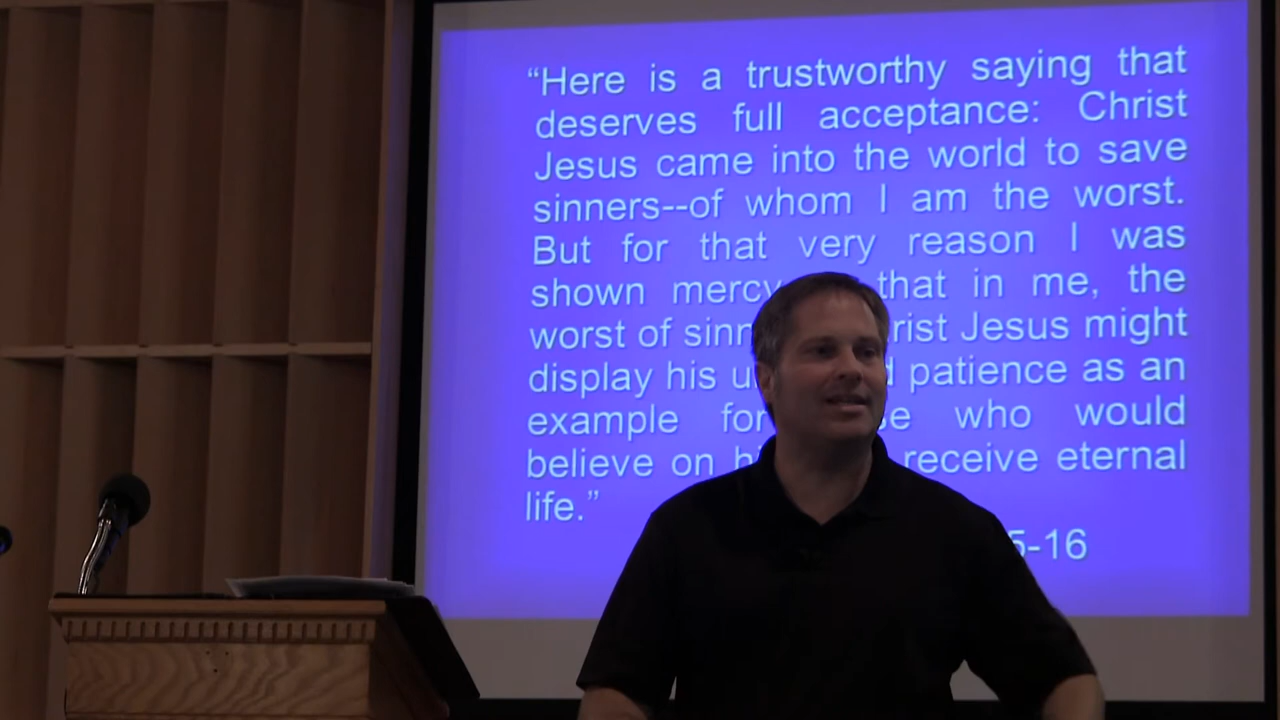 “Here is a trustworthy saying that
deserves full acceptance: Christ
Jesus came into the world to save
sinners--of whom I am the worst.
But for that very reason I was
shown mercy that in me, the
worst of Jesus might
display his patience as an
example for who would
believe on receive eternal
life.”
5-16